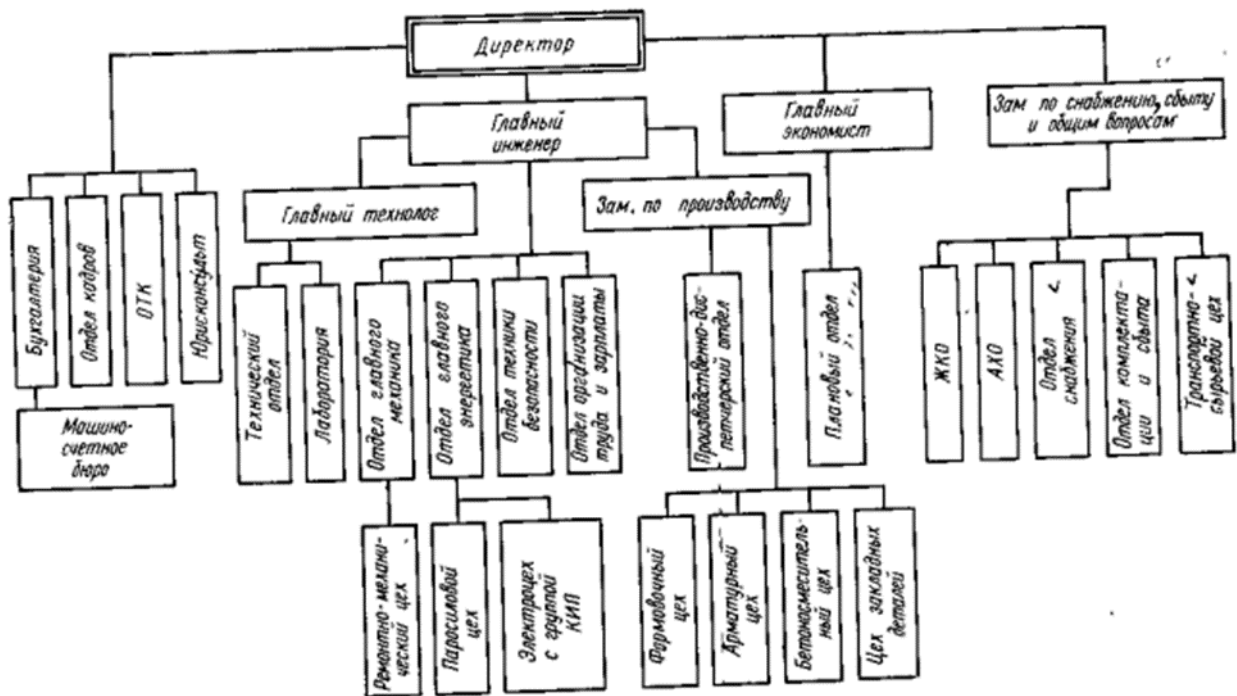 Директор
Главный
инженер
Главный
экономист
Зам по снабжению, сбыту
и общим вопросам
Главный технолог
Зам. по производству
Бухгалтерия
Отдел кадров
ОТК
Юрисконсульт
Машино-
счетное
бюро
Технический
отдел
Лаборатория
Отдел главного
механика
Отдел главного
энергетика
Отдел техники
безопасности
Отдел организации
труда и зарплаты
Производственно-дис-
петчерский отдел
Плановый отдел
ЖКО
АХО
Отдел
снабжения
Отдел комплекта-
ции и сбыта
Транспортно-
сырьевой цех
Ремонтно-механи-
ческий цех
Паросиловой
цех
Электроцех
с группой
КИП
Формовочный
цех
Арматурный
цех
Бетоносмеситель-
ный цех
Цех закладных
деталей